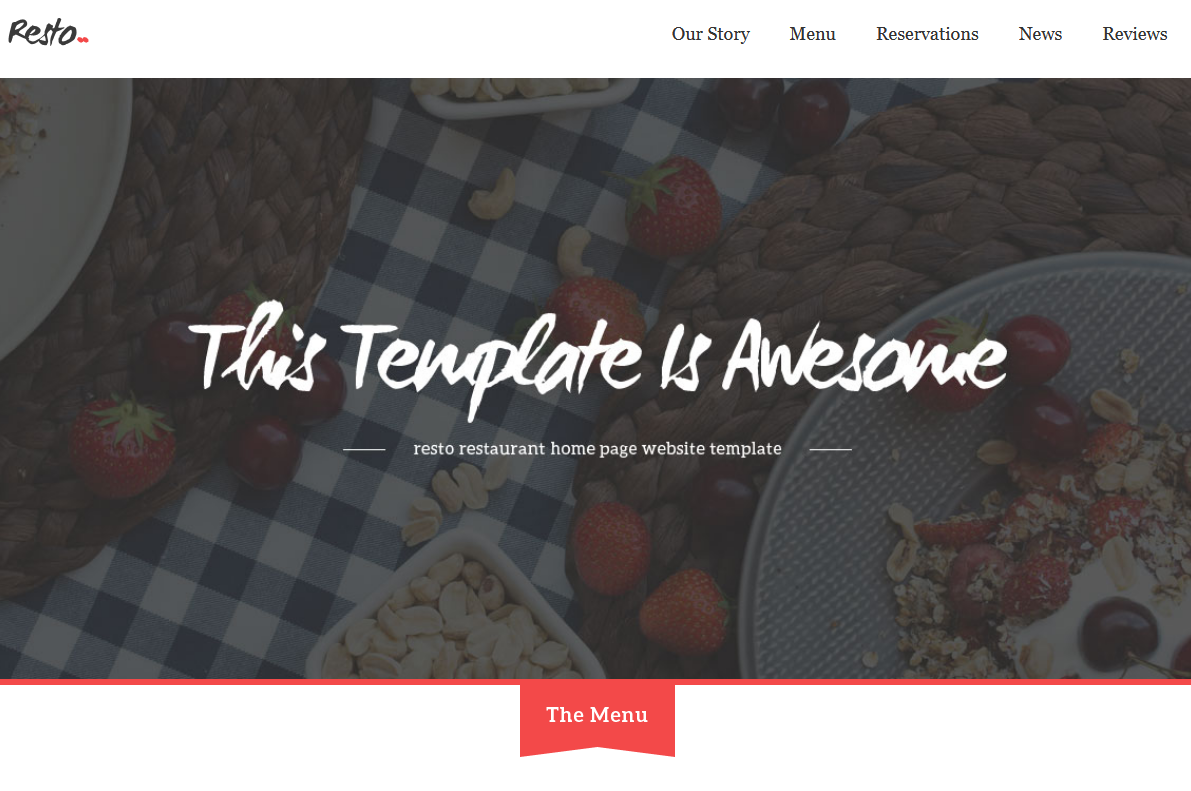 Resto
Our Story Menu Reservations News Reviews
This Template Is Awesome
resto restaurant home page website template
The Menu